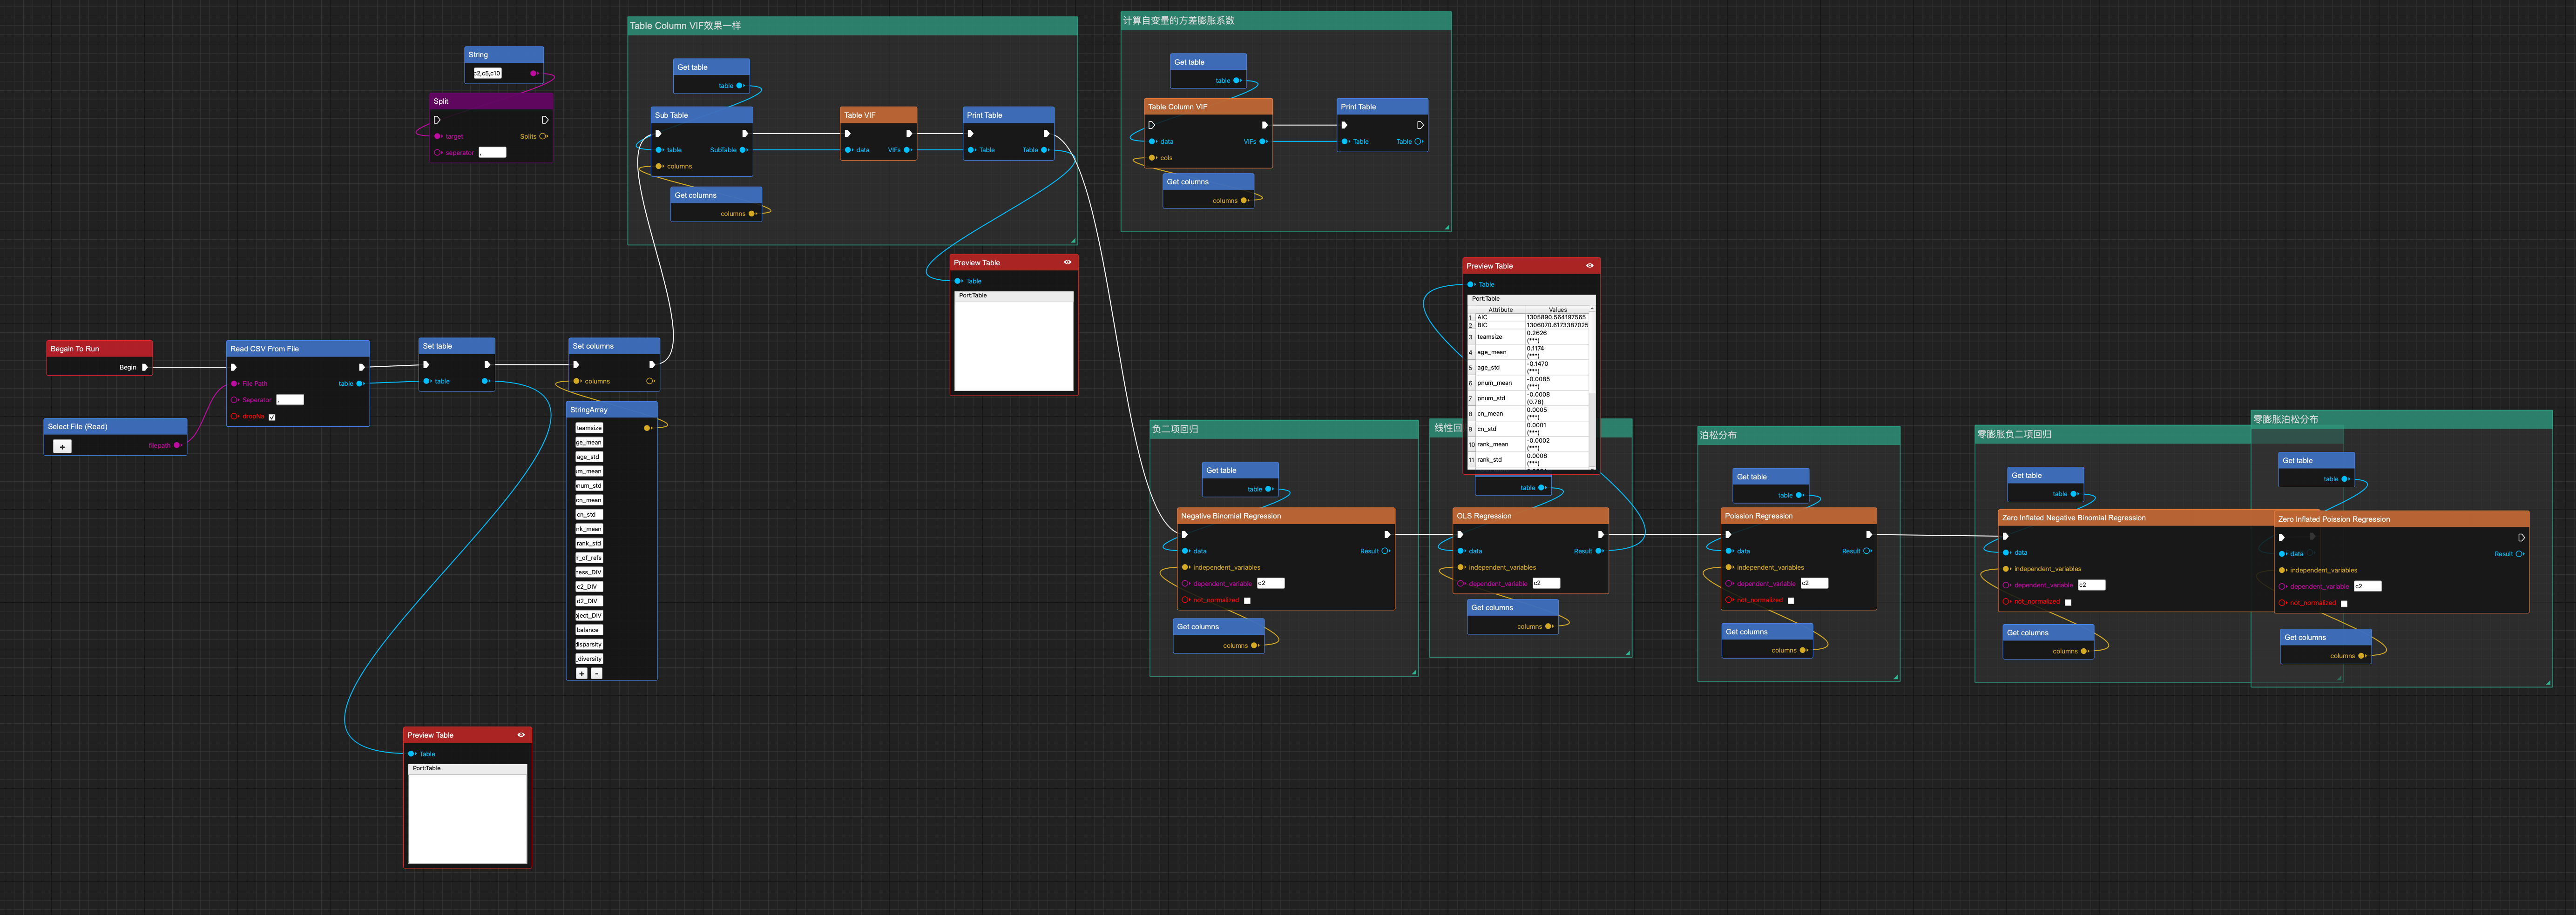 Table Column VIF效果一样
计算自变量的方差膨胀系数
String
c2,c5,c10
Split
target
Splits
seperator
,
Get table
table
Sub Table
table
SubTable
columns
Get columns
columns
Table VIF
data
VIFs
Print Table
Table
Table
Get table
table
Table Column VIF
data
VIFs
cols
Get columns
columns
Print Table
Table
Table
Preview Table
Table
Port:Table
Preview Table
Table
Port:Table
Attribute
Values
1 AIC 1305890.564197565
2 BIC 1306070.6173387025
3 teamsize 0.2626 (***)
4 age_mean 0.1174 (***)
5 age_std -0.1470 (***)
6 pnum_mean -0.0085 (***)
7 pnum_std -0.0008 (0.78)
8 cn_mean 0.0005 (***)
9 cn_std 0.0001 (***)
10 rank_mean -0.0002 (***)
11 rank_std 0.0008 (***)
Begain To Run
Begin
Select File (Read)
+
filepath
Read CSV From File
File Path
table
Seperator
dropNa
Set table
table
Set columns
columns
StringArray
teamsize
ge_mean
age_std
um_mean
num_std
cn_mean
cn_std
nk_mean
rank_std
n_of_refs
ness_DIV
c2_DIV
d2_DIV
ject_DIV
balance
disparity
_diversity
+ -
Preview Table
Table
Port:Table
负二项回归
Get table
table
Negative Binomial Regression
data
Result
independent_variables
dependent_variable
c2
not_normalized
Get columns
columns
线性回
table
OLS Regression
data
Result
independent_variables
dependent_variable
c2
Get columns
columns
泊松分布
Get table
table
Poission Regression
data
Result
independent_variables
dependent_variable
c2
not_normalized
Get columns
columns
零膨胀负二项回归
Get table
table
Zero Inflated Negative Binomial Regression
data
independent_variables
dependent_variable
c2
not_normalized
Get columns
columns
零膨胀泊松分布
Get table
table
Zero Inflated Poission Regression
data
Result
independent_variables
dependent_variable
c2
not_normalized
Get columns
columns